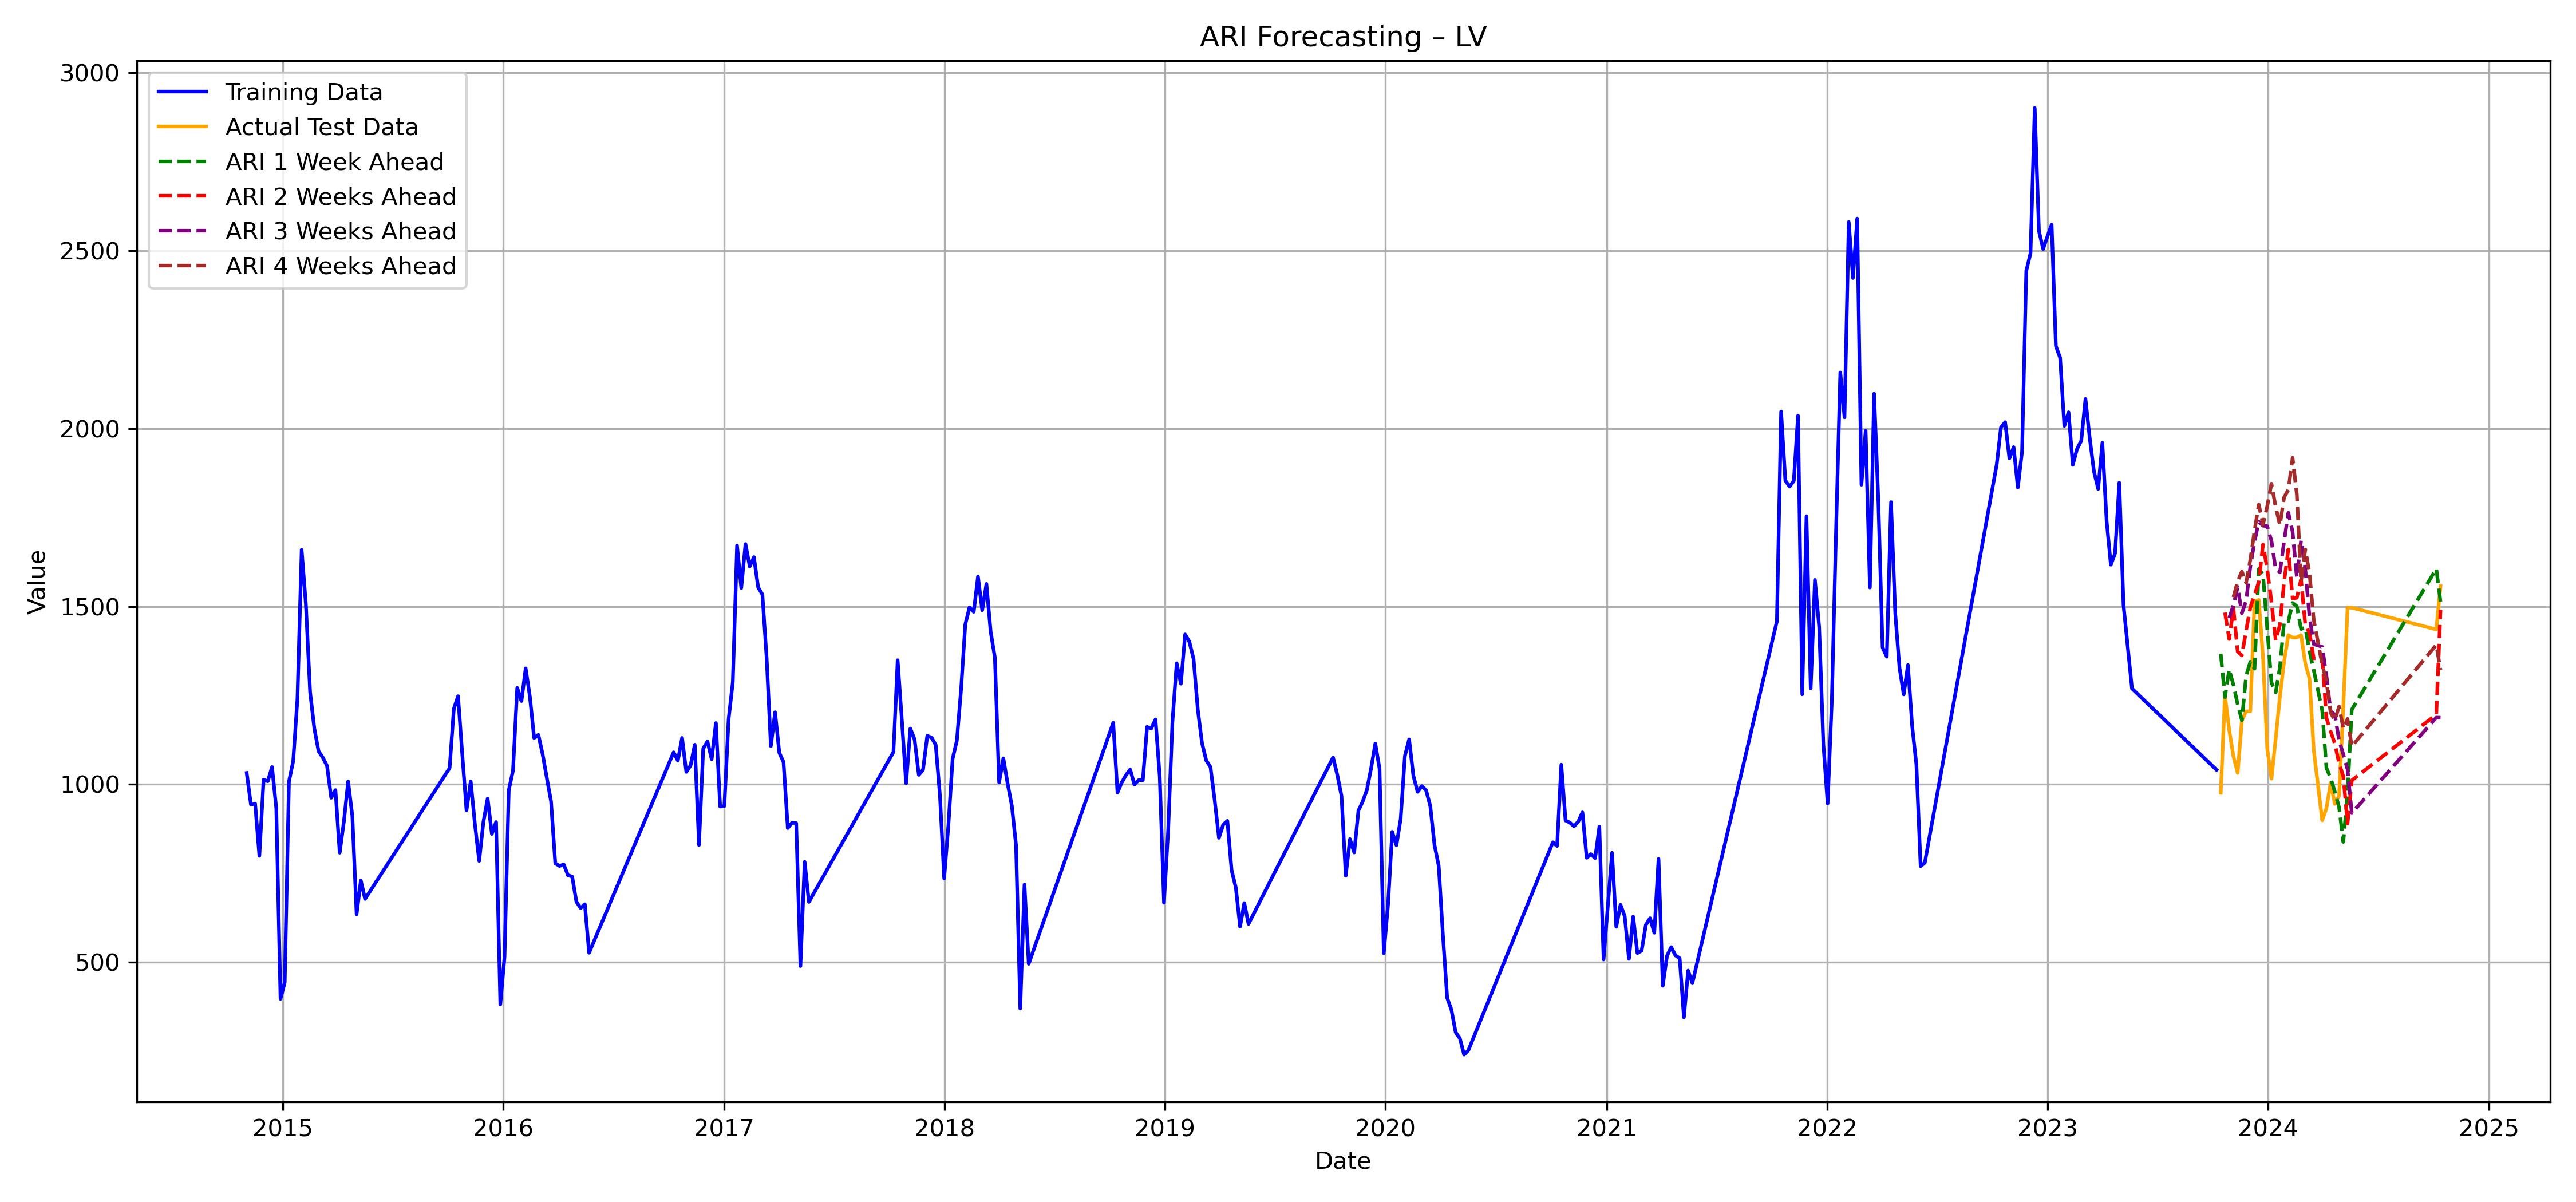 ARI Forecasting – LV
3000
2500
2000
1500
1000
500
Value
Training Data
Actual Test Data
ARI 1 Week Ahead
ARI 2 Weeks Ahead
ARI 3 Weeks Ahead
ARI 4 Weeks Ahead
2015 2016 2017 2018 2019 2020 2021 2022 2023 2024 2025
Date